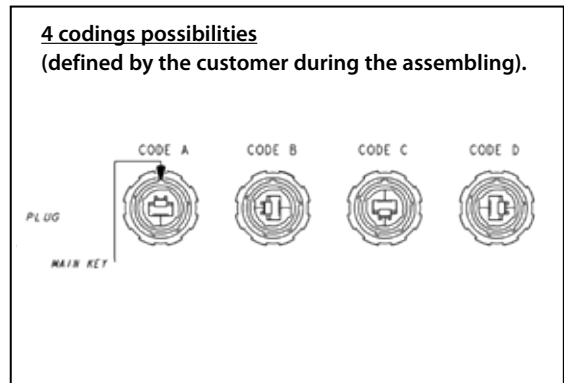 4 codings possibilities
(defined by the customer during the assembling).
CODE A CODE B CODE C CODE D
PLUG
MAIN KEY